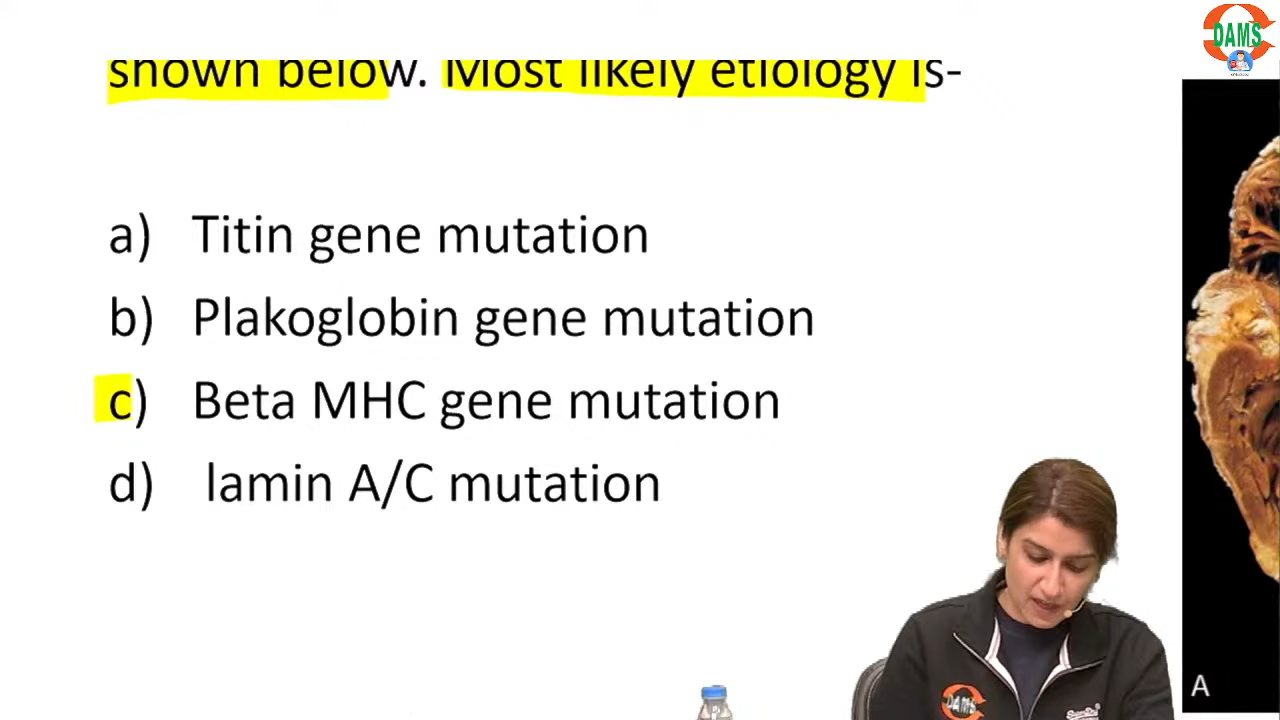 DAMS
shown below. Most likely etiology is-
a) Titin gene mutation
b) Plakoglobin gene mutation
c) Beta MHC gene mutation
d) lamin A/C mutation
A
DAMS